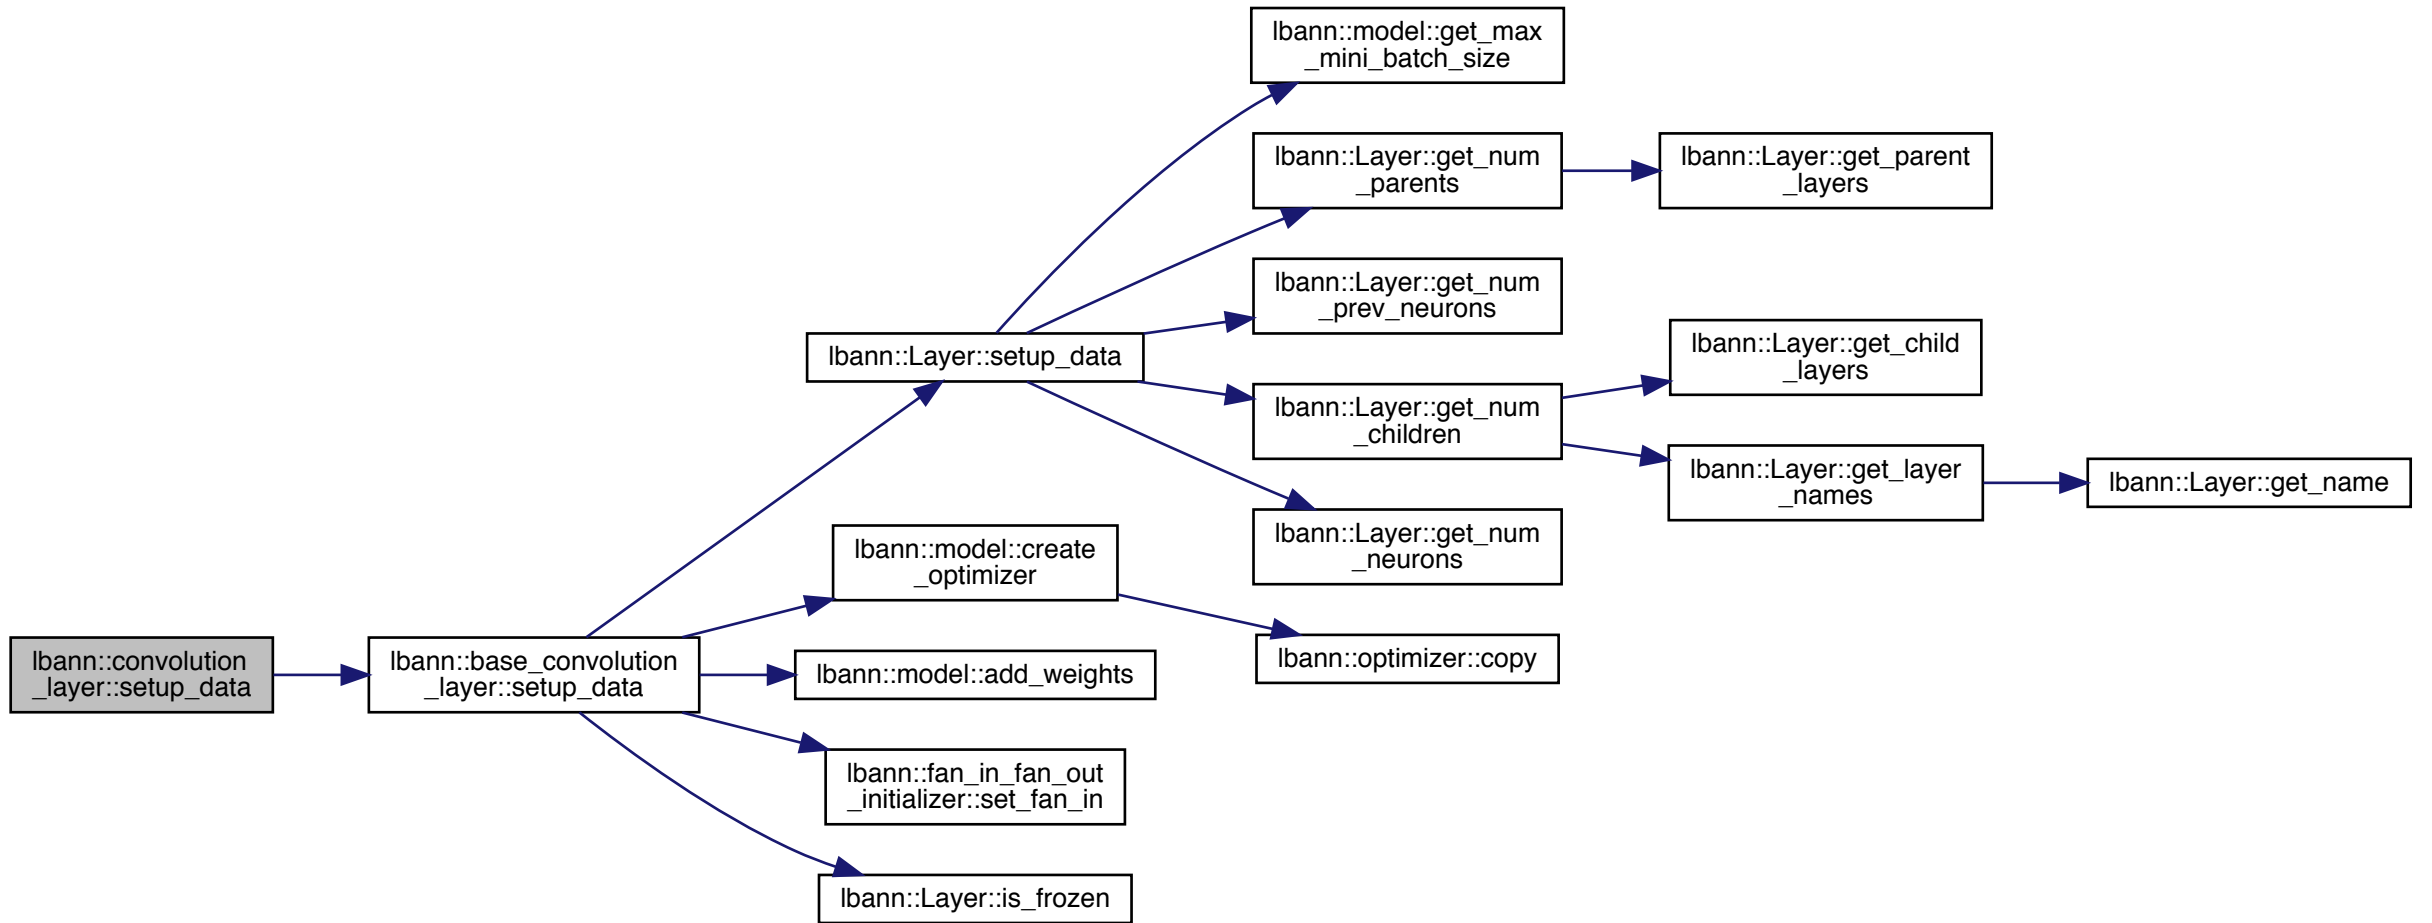 lbann::convolution
_layer::setup_data
lbann::base_convolution
_layer::setup_data
lbann::Layer::setup_data
lbann::model::get_max
_mini_batch_size
lbann::Layer::get_num
_parents
lbann::Layer::get_parent
_layers
lbann::Layer::get_num
_prev_neurons
lbann::Layer::get_num
_children
lbann::Layer::get_child
_layers
lbann::Layer::get_layer
_names
lbann::Layer::get_name
lbann::Layer::get_num
_neurons
lbann::model::create
_optimizer
lbann::optimizer::copy
lbann::model::add_weights
lbann::fan_in_fan_out
_initializer::set_fan_in
lbann::Layer::is_frozen